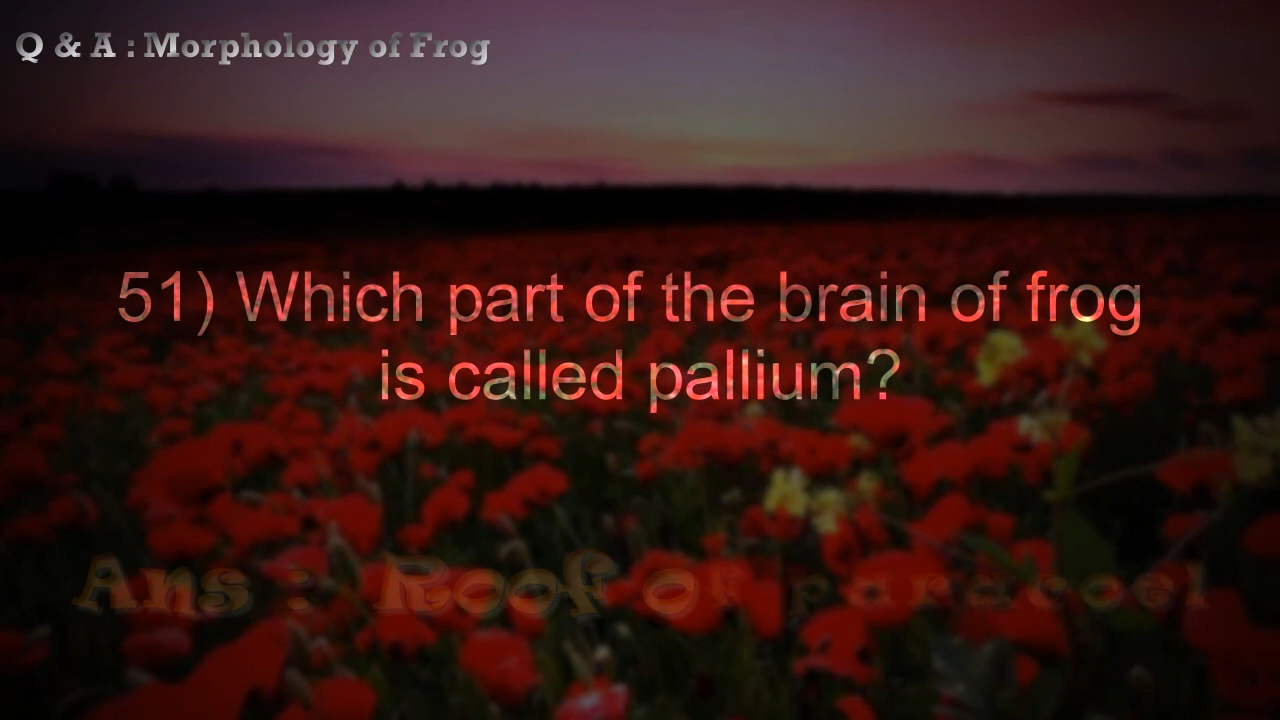 Q & A : Morphology of Frog
51) Which part of the brain of frog
is called pallium?
Ans : Roof of paracoel